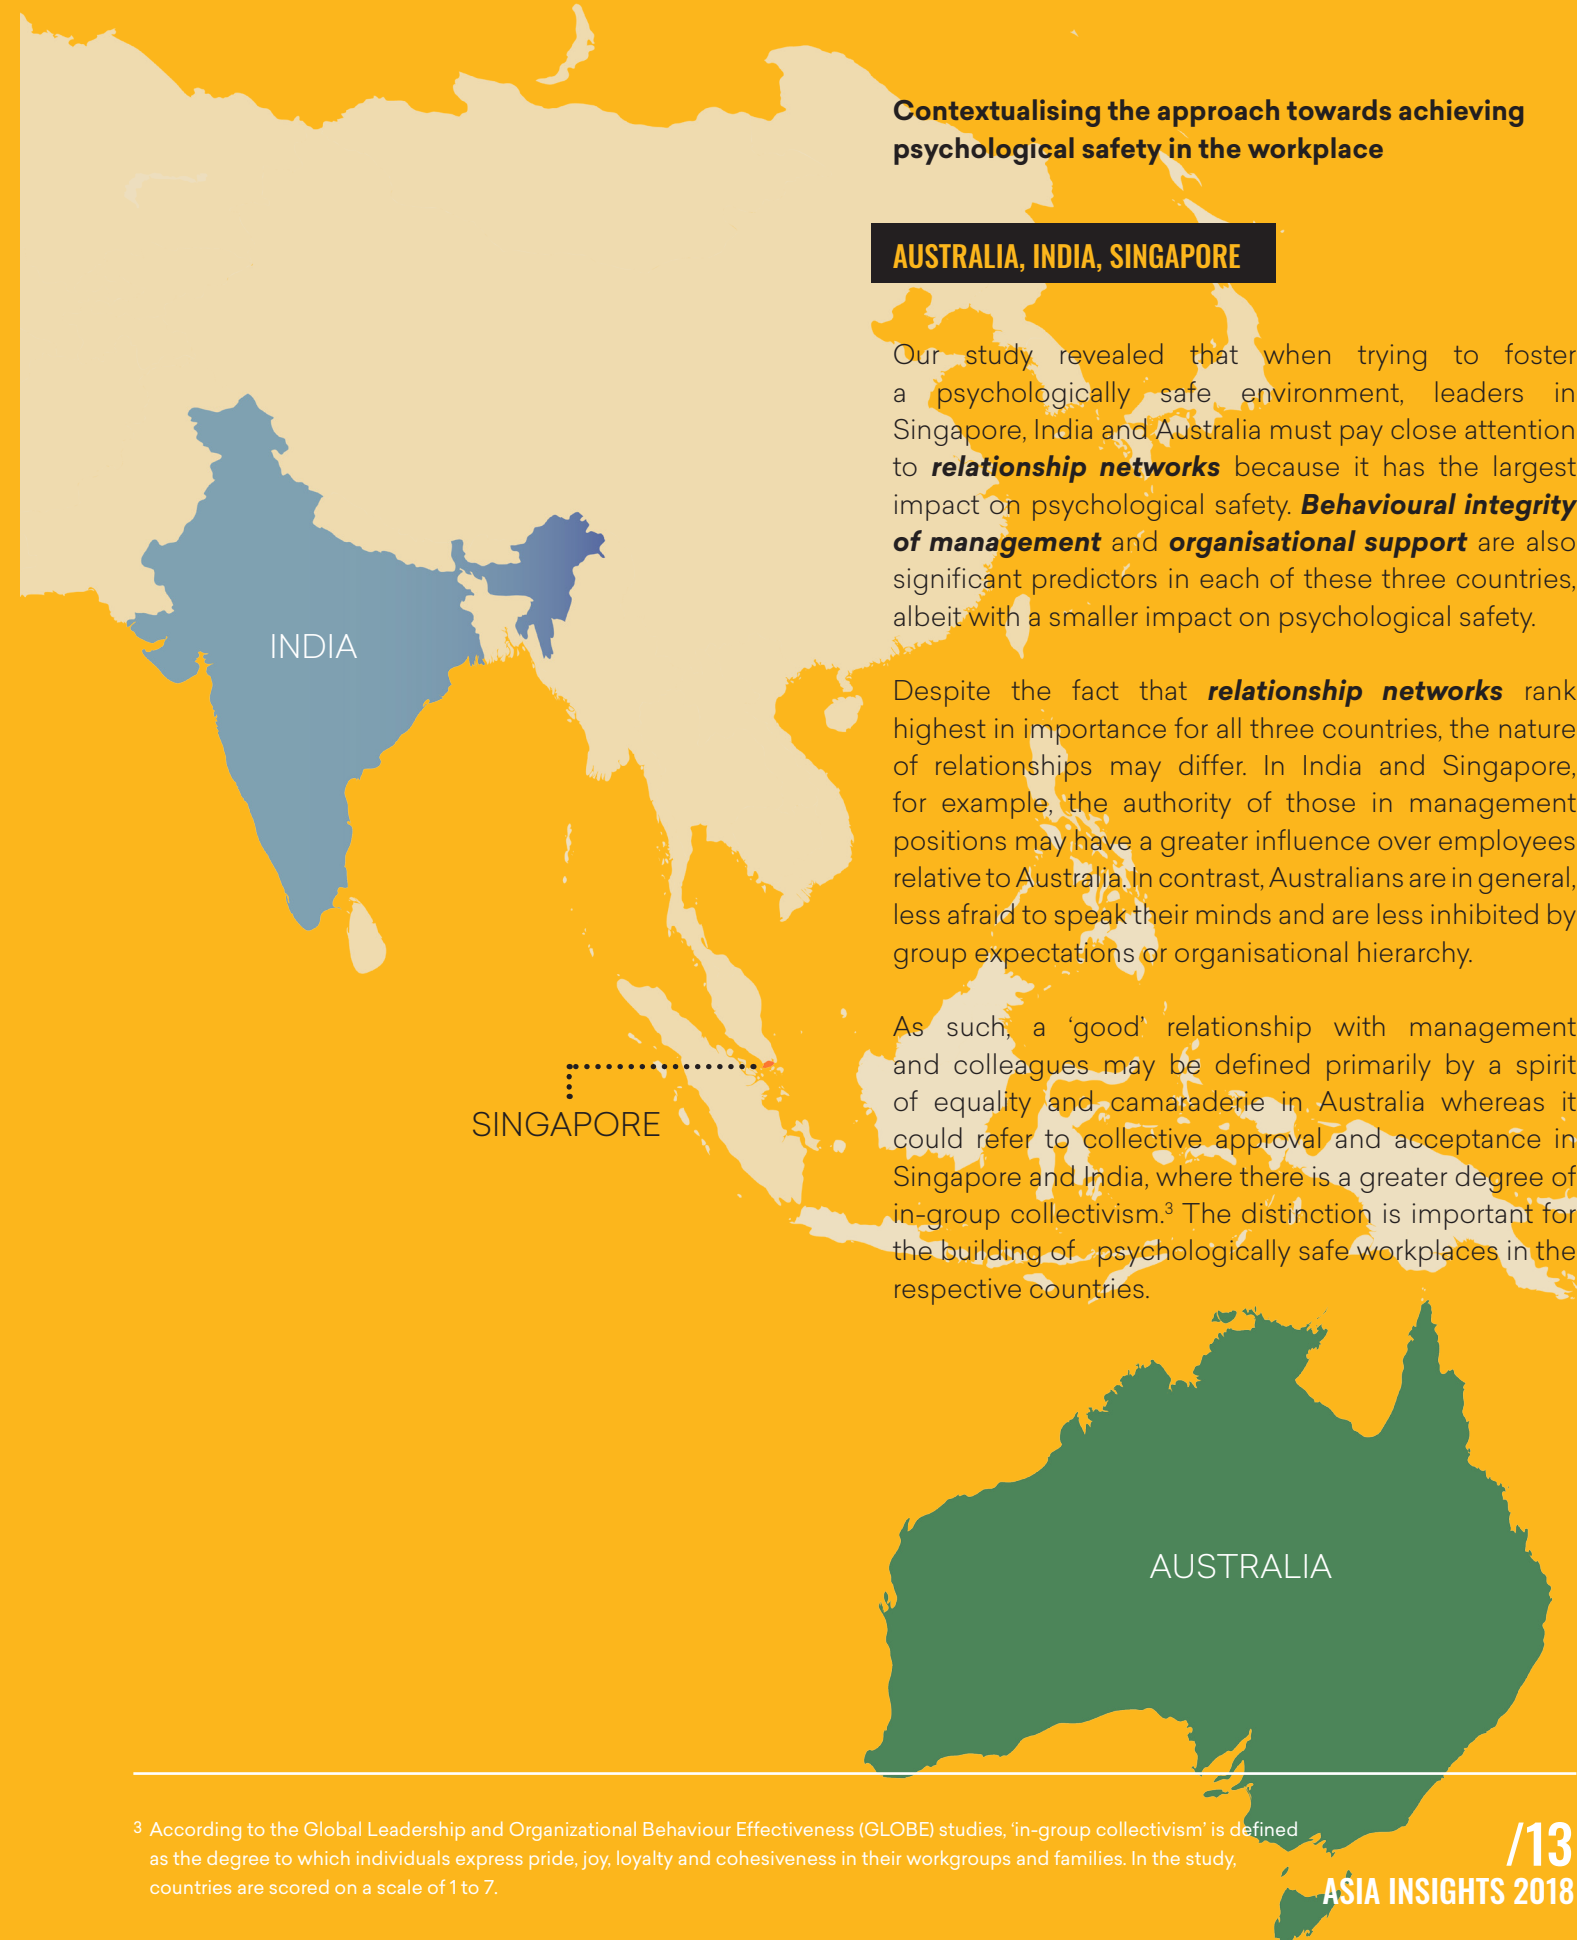 Contextualising the approach towards achieving
psychological safety in the workplace
AUSTRALIA, INDIA, SINGAPORE
Our study revealed that when trying to foster
a psychologically safe environment, leaders in
Singapore, India and Australia must pay close attention
to relationship networks because it has the largest
impact on psychological safety. Behavioural integrity
of management and organisational support are also
significant predictors in each of these three countries,
albeit with a smaller impact on psychological safety.
Despite the fact that relationship networks rank
highest in importance for all three countries, the nature
of relationships may differ. In India and Singapore,
for example, the authority of those in management
positions may have a greater influence over employees
relative to Australia. In contrast, Australians are in general,
less afraid to speak their minds and are less inhibited by
group expectations or organisational hierarchy.
As such, a ‘good’ relationship with management
and colleagues may be defined primarily by a spirit
of equality and camaraderie in Australia whereas it
could refer to collective approval and acceptance in
Singapore and India, where there is a greater degree of
in-group collectivism.³ The distinction is important for
the building of psychologically safe workplaces in the
respective countries.
INDIA
SINGAPORE
AUSTRALIA
³ According to the Global Leadership and Organizational Behaviour Effectiveness (GLOBE) studies, ‘in-group collectivism’ is defined
as the degree to which individuals express pride, joy, loyalty and cohesiveness in their workgroups and families. In the study,
countries are scored on a scale of 1 to 7.
/13
ASIA INSIGHTS 2018